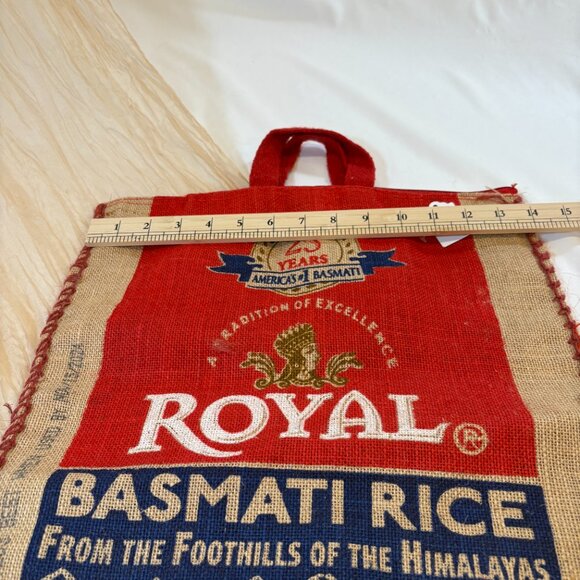 1 2 3 4 5 6 7 8 9 10 11 12 13 14 15
25
YEARS
AMERICA'S #1 BASMATI
A TRADITION OF EXCELLENCE
ROYAL®
BASMATI RICE
FROM THE FOOTHILLS OF THE HIMALAYAS